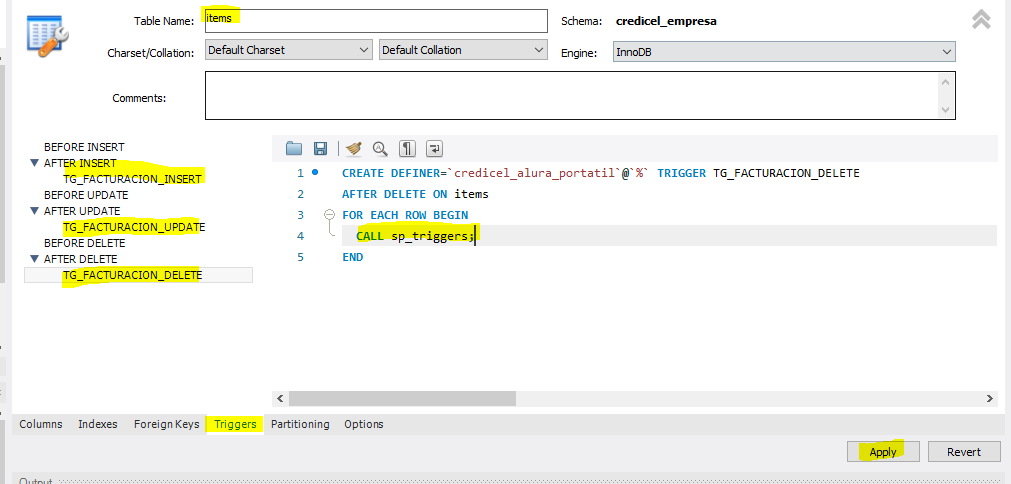 Table Name: items Schema: credicel_empresa
Charset/Collation: Default Charset Default Collation Engine: InnoDB
Comments:
BEFORE INSERT
AFTER INSERT
TG_FACTURACION_INSERT
BEFORE UPDATE
AFTER UPDATE
TG_FACTURACION_UPDATE
BEFORE DELETE
AFTER DELETE
TG_FACTURACION_DELETE
1 CREATE DEFINER=`credicel_alura_portatil`@`%` TRIGGER TG_FACTURACION_DELETE
2 AFTER DELETE ON items
3 FOR EACH ROW BEGIN
4 CALL sp_triggers;
5 END
Columns Indexes Foreign Keys Triggers Partitioning Options
Apply Revert
Output